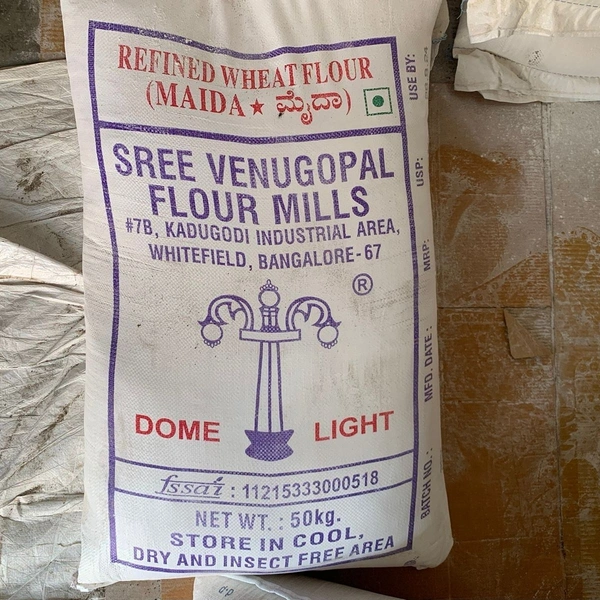 REFINED WHEAT FLOUR
(MAIDA ★ ಮೈದಾ)
SREE VENUGOPAL
FLOUR MILLS
#7B, KADUGODI INDUSTRIAL AREA,
WHITEFIELD, BANGALORE-67
®
DOME LIGHT
fssai : 11215333000518
NET WT. : 50kg.
STORE IN COOL,
DRY AND INSECT FREE AREA
BATCH NO. : MFD. DATE : MRP: USP: USE BY: